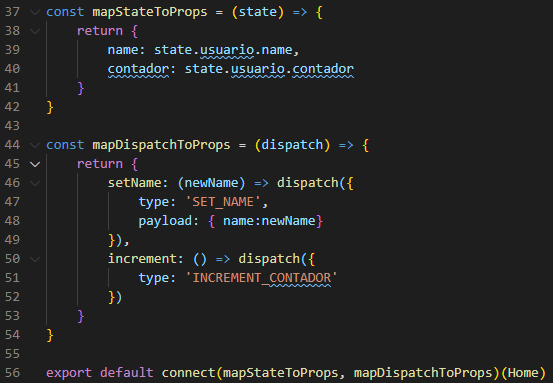 37 const mapStateToProps = (state) => {
38     return {
39         name: state.usuario.name,
40         contador: state.usuario.contador
41     }
42 }
43
44 const mapDispatchToProps = (dispatch) => {
45     return {
46         setName: (newName) => dispatch({
47             type: 'SET_NAME',
48             payload: { name:newName}
49         }),
50         increment: () => dispatch({
51             type: 'INCREMENT_CONTADOR'
52         })
53     }
54 }
55
56 export default connect(mapStateToProps, mapDispatchToProps)(Home)